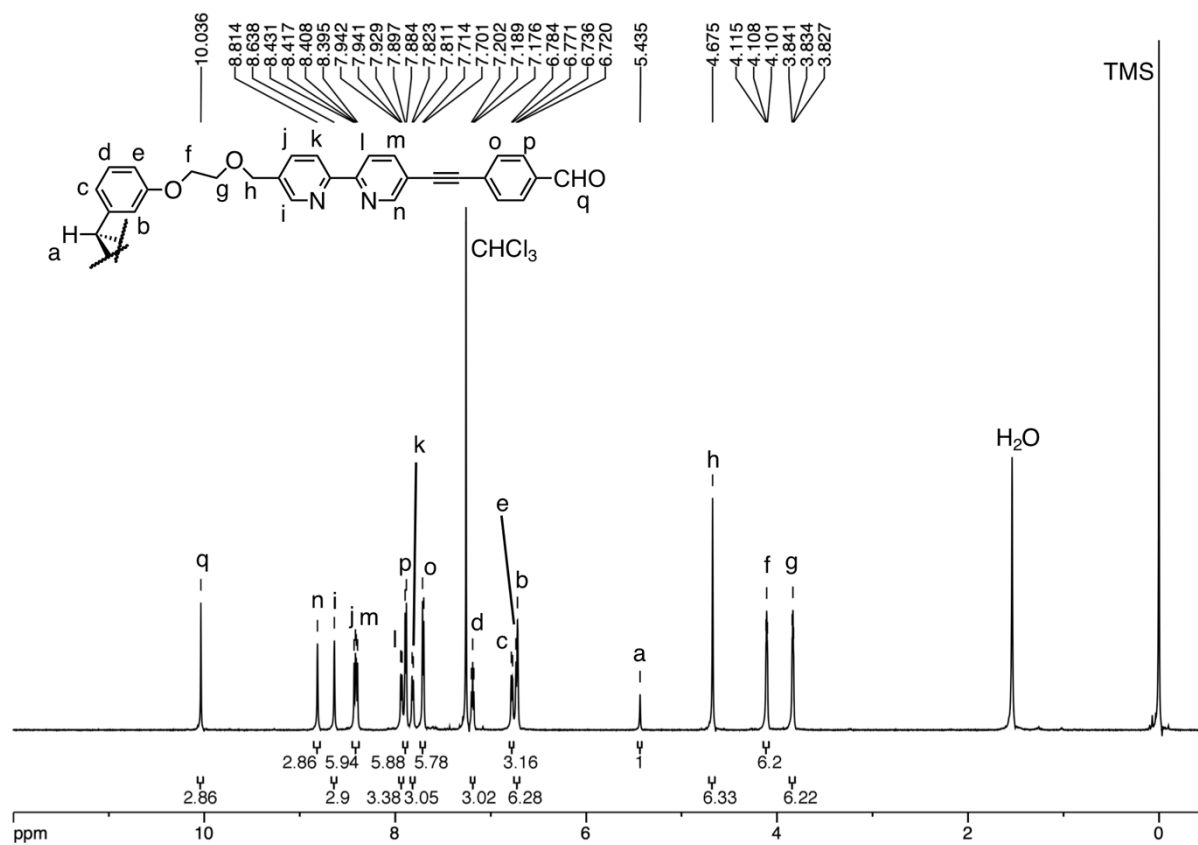 10.036
8.814
8.638
8.431
8.417
8.408
8.395
7.942
7.941
7.929
7.897
7.884
7.823
7.811
7.714
7.701
7.202
7.189
7.176
6.784
6.771
6.736
6.720
5.435
4.675
4.115
4.108
4.101
3.841
3.834
3.827
TMS
j k l m o p
d e f O N N CHO
c O g h i n q
b
H
a
CHCl3
k
H2O
h
e
q p o f g
n i b
j m d
l c
a
2.86 5.94 5.88 5.78 3.16 1 6.2
2.86 2.9 3.38 3.05 3.02 6.28 6.33 6.22
ppm 10 8 6 4 2 0